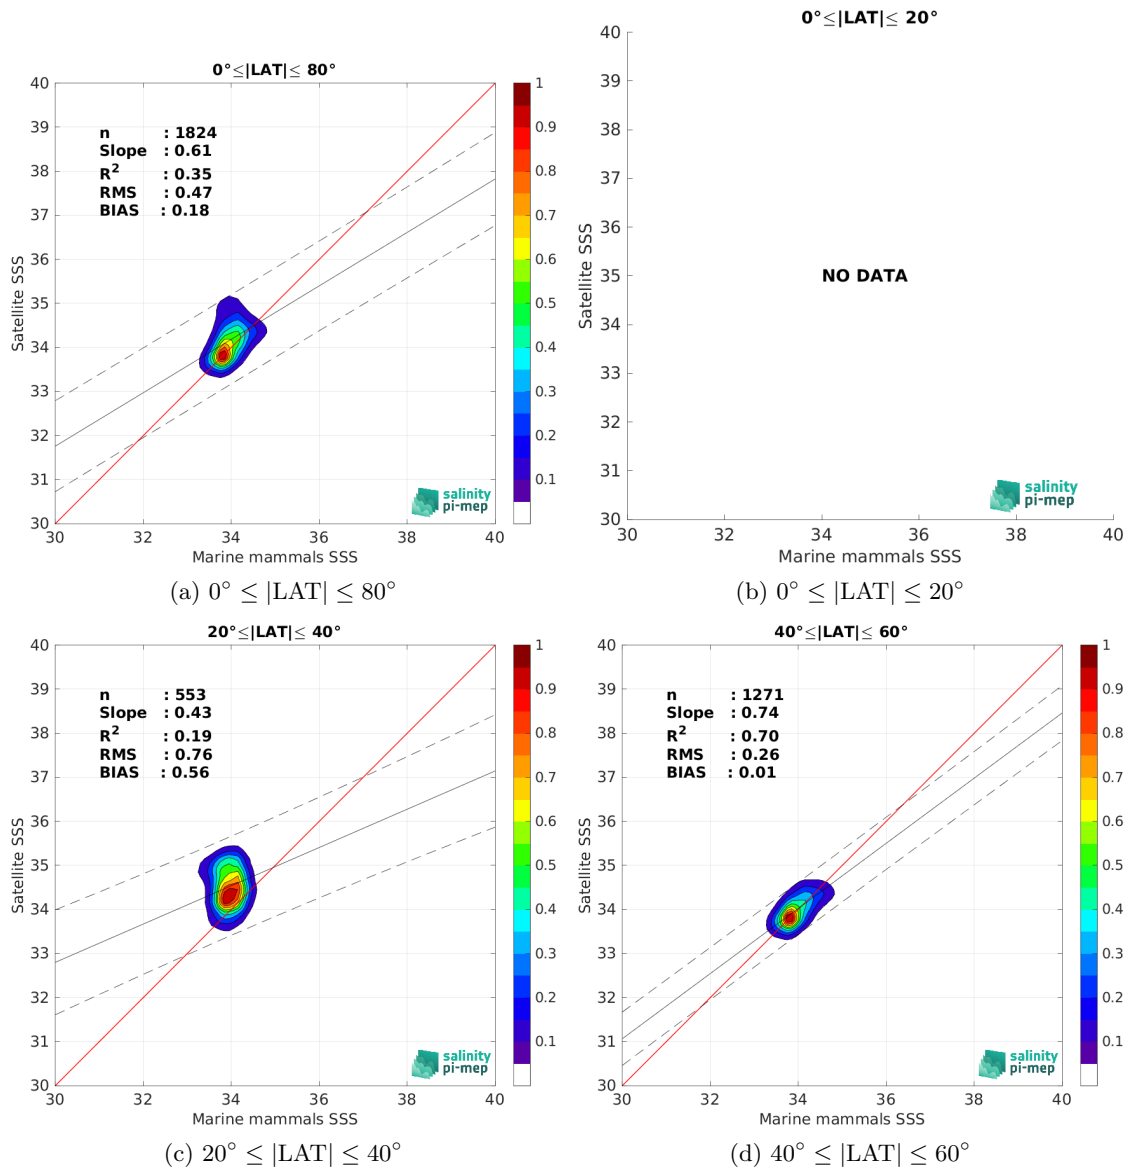 0°≤|LAT|≤ 80°
40
39
38
37
36
35
34
33
32
31
30
Satellite SSS
n : 1824
Slope : 0.61
R² : 0.35
RMS : 0.47
BIAS : 0.18
salinity
pi-mep
30 32 34 36 38 40
Marine mammals SSS
1
0.9
0.8
0.7
0.6
0.5
0.4
0.3
0.2
0.1
(a) 0° ≤ |LAT| ≤ 80°
0°≤|LAT|≤ 20°
40
39
38
37
36
35
34
33
32
31
30
Satellite SSS
NO DATA
salinity
pi-mep
30 32 34 36 38 40
Marine mammals SSS
(b) 0° ≤ |LAT| ≤ 20°
20°≤|LAT|≤ 40°
40
39
38
37
36
35
34
33
32
31
30
Satellite SSS
n : 553
Slope : 0.43
R² : 0.19
RMS : 0.76
BIAS : 0.56
salinity
pi-mep
30 32 34 36 38 40
Marine mammals SSS
1
0.9
0.8
0.7
0.6
0.5
0.4
0.3
0.2
0.1
(c) 20° ≤ |LAT| ≤ 40°
40°≤|LAT|≤ 60°
40
39
38
37
36
35
34
33
32
31
30
Satellite SSS
n : 1271
Slope : 0.74
R² : 0.70
RMS : 0.26
BIAS : 0.01
salinity
pi-mep
30 32 34 36 38 40
Marine mammals SSS
1
0.9
0.8
0.7
0.6
0.5
0.4
0.3
0.2
0.1
(d) 40° ≤ |LAT| ≤ 60°